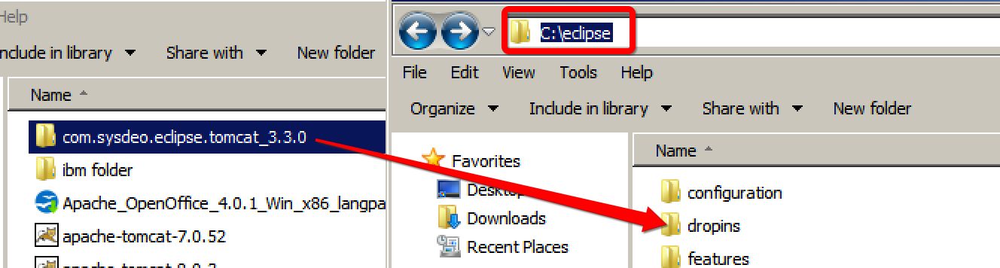 Help
nclude in library
Share with
New folder
Name
com.sysdeo.eclipse.tomcat_3.3.0
ibm folder
Apache_OpenOffice_4.0.1_Win_x86_langpa
apache-tomcat-7.0.52
C:\eclipse
File Edit View Tools Help
Organize Include in library Share with New folder
Favorites
Desktop
Downloads
Recent Places
Name
configuration
dropins
features